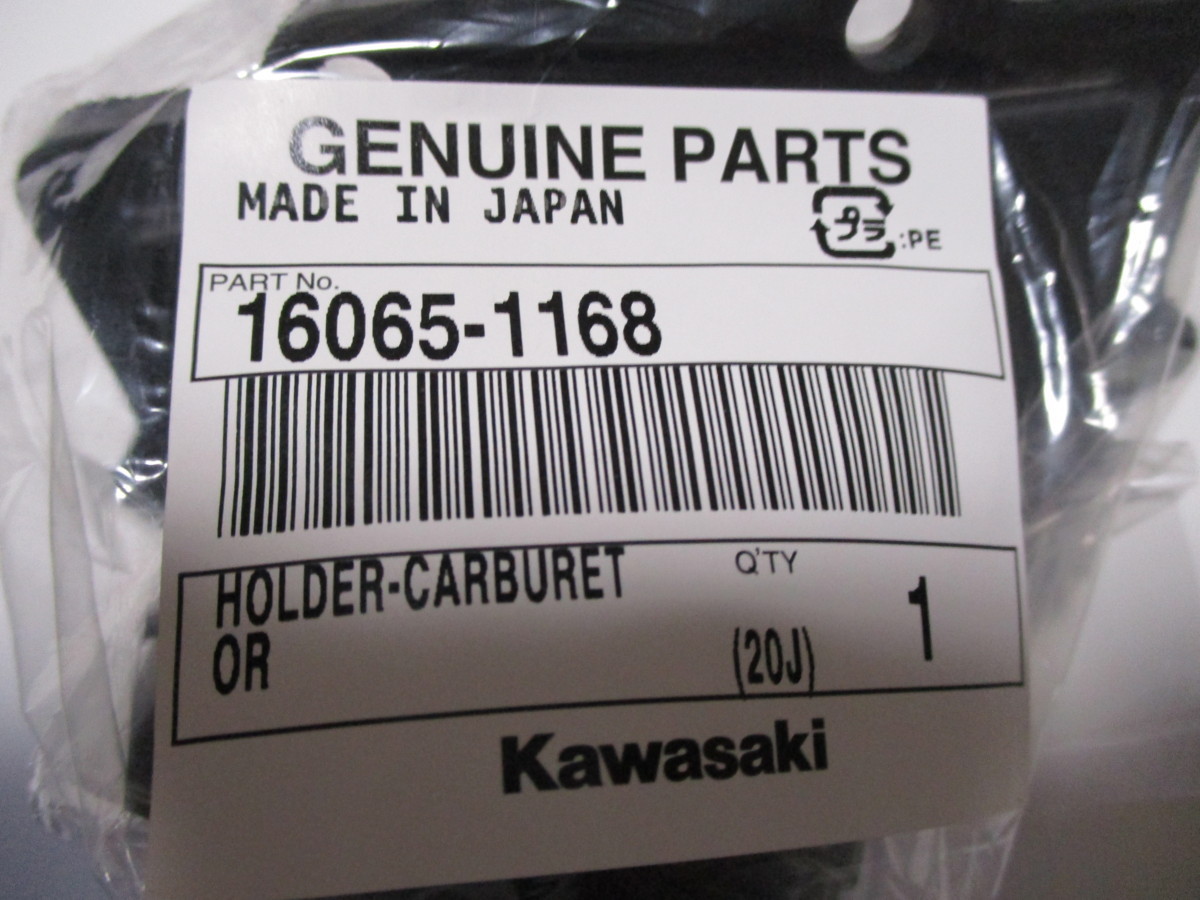 GENUINE PARTS
MADE IN JAPAN
プラ :PE
PART No.
16065-1168
HOLDER-CARBURET
OR
Q'TY
(20J)
1
Kawasaki